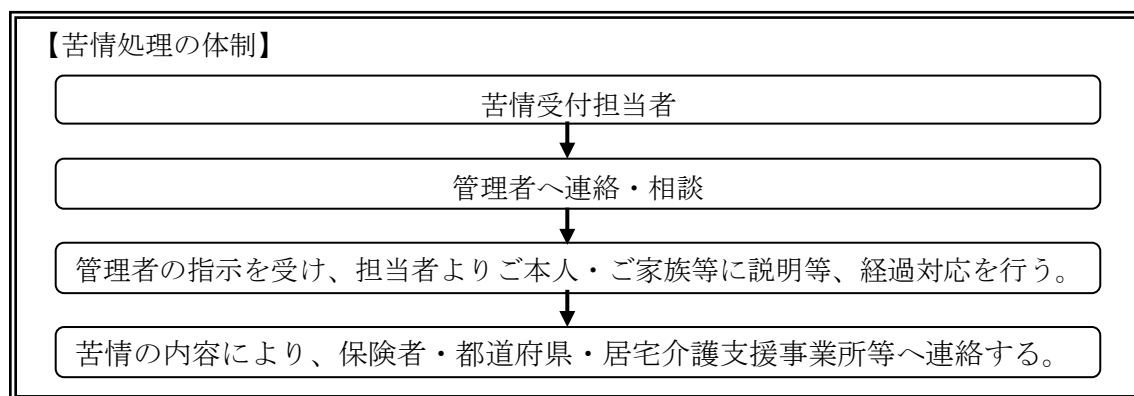 【苦情処理の体制】
苦情受付担当者
管理者へ連絡・相談
管理者の指示を受け、担当者よりご本人・ご家族等に説明等、経過対応を行う。
苦情の内容により、保険者・都道府県・居宅介護支援事業所等へ連絡する。